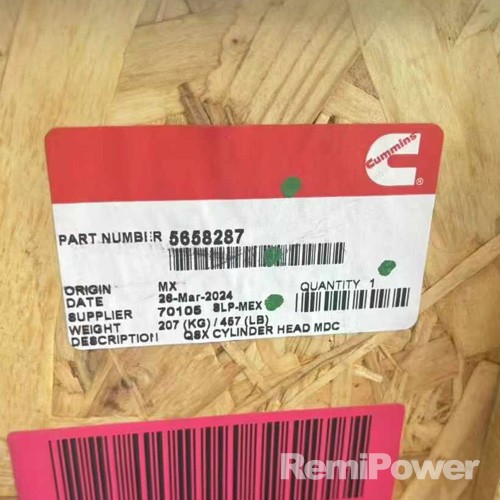 Cummins
®
PART NUMBER 5658287
ORIGIN MX
QUANTITY 1
DATE 26-Mar-2024
SUPPLIER 70105 SLP-MEX
WEIGHT 207 (KG) / 457 (LB)
DESCRIPTION QSX CYLINDER HEAD MDC
RemiPower